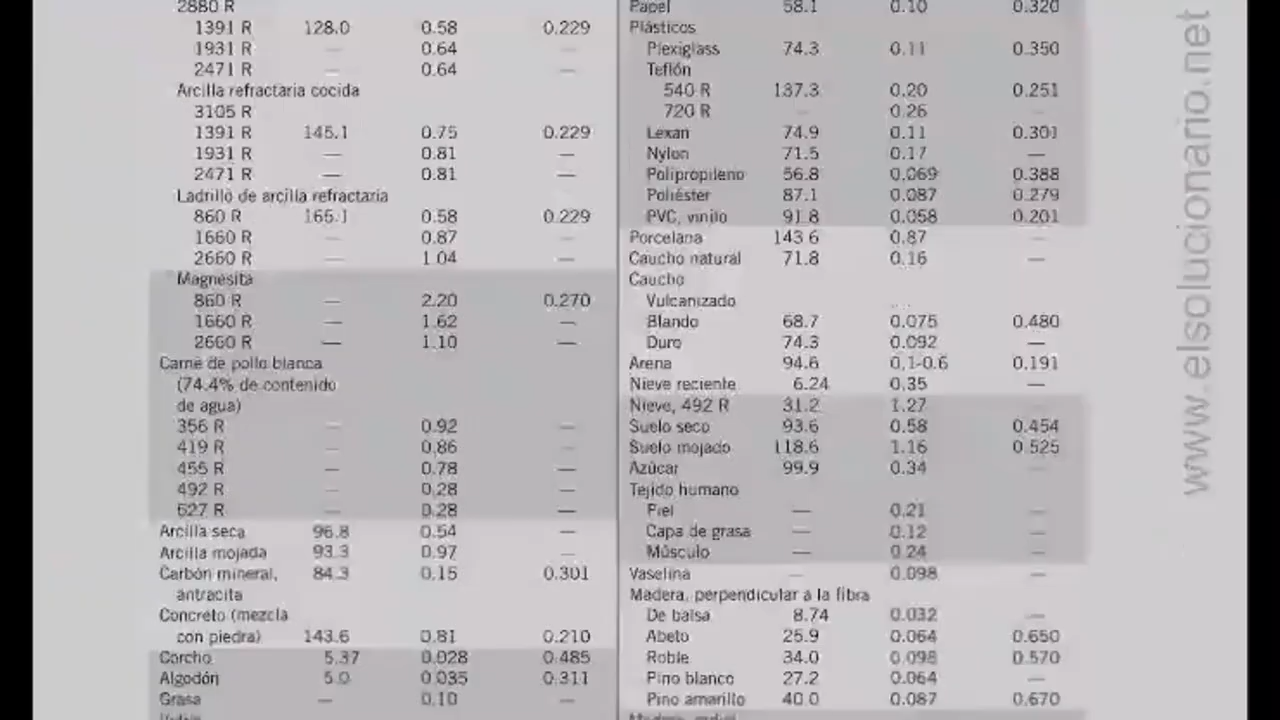 2880 R
1391 R 128.0 0.58 0.229
1931 R — 0.64 —
2471 R — 0.64 —
Arcilla refractaria cocida
3105 R
1391 R 145.1 0.75 0.229
1931 R — 0.81 —
2471 R — 0.81 —
Ladrillo de arcilla refractaria
860 R 165.1 0.58 0.229
1660 R — 0.87 —
2660 R — 1.04 —
Magnesita
860 R — 2.20 0.270
1660 R — 1.62 —
2660 R — 1.10 —
Carne de pollo blanca
(74.4% de contenido
de agua)
356 R — 0.92 —
419 R — 0.86 —
455 R — 0.78 —
492 R — 0.28 —
527 R — 0.28 —
Arcilla seca 96.8 0.54 —
Arcilla mojada 93.3 0.97 —
Carbón mineral, 84.3 0.15 0.301
antracita
Concreto (mezcla
con piedra) 143.6 0.81 0.210
Corcho 5.37 0.028 0.485
Algodón 5.0 0.035 0.311
Grasa — 0.10 —
Papel 58.1 0.10 0.320
Plásticos
Plexiglass 74.3 0.11 0.350
Teflón
540 R 137.3 0.20 0.251
720 R — 0.26 —
Lexan 74.9 0.11 0.301
Nylon 71.5 0.17 —
Polipropileno 56.8 0.069 0.388
Poliéster 87.1 0.087 0.279
PVC, vinilo 91.8 0.058 0.201
Porcelana 143.6 0.87 —
Caucho natural 71.8 0.16 —
Caucho
Vulcanizado
Blando 68.7 0.075 0.480
Duro 74.3 0.092 —
Arena 94.6 0.1-0.6 0.191
Nieve reciente 6.24 0.35 —
Nieve, 492 R 31.2 1.27 —
Suelo seco 93.6 0.58 0.454
Suelo mojado 118.6 1.16 0.525
Azúcar 99.9 0.34 —
Tejido humano
Piel — 0.21 —
Capa de grasa — 0.12 —
Músculo — 0.24 —
Vaselina — 0.098 —
Madera, perpendicular a la fibra
De balsa 8.74 0.032 —
Abeto 25.9 0.064 0.650
Roble 34.0 0.098 0.570
Pino blanco 27.2 0.064 —
Pino amarillo 40.0 0.087 0.670
www.elsolucionario.net